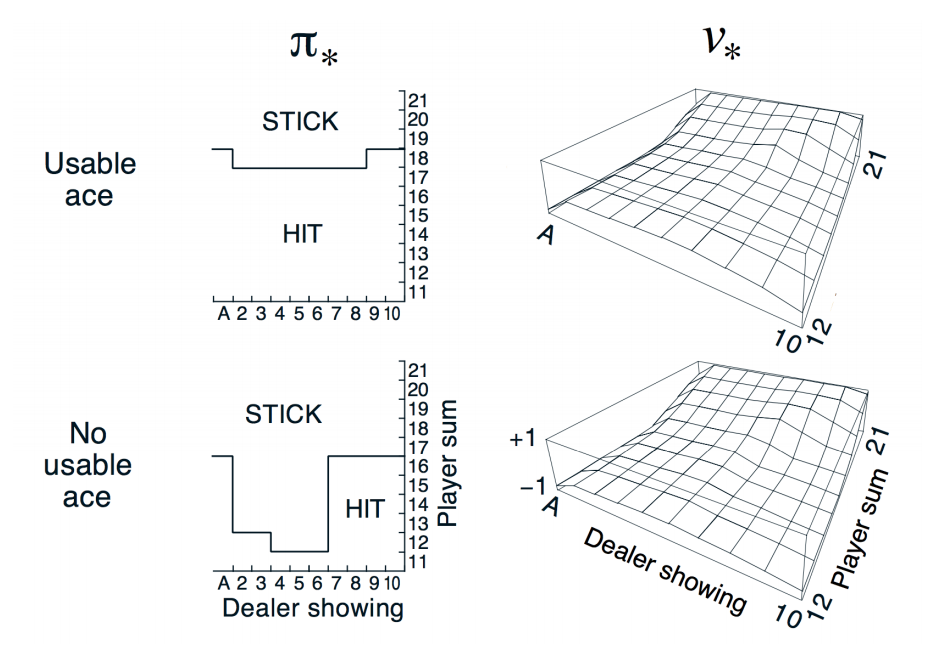 π*
v*
Usable
ace
STICK
HIT
21
20
19
18
17
16
15
14
13
12
11
A 2 3 4 5 6 7 8 9 10
A
21
10
12
No
usable
ace
STICK
HIT
21
20
19
18
17
16
15
14
13
12
11
Player sum
A 2 3 4 5 6 7 8 9 10
Dealer showing
+1
−1
A
Dealer showing
10
12
Player sum
21